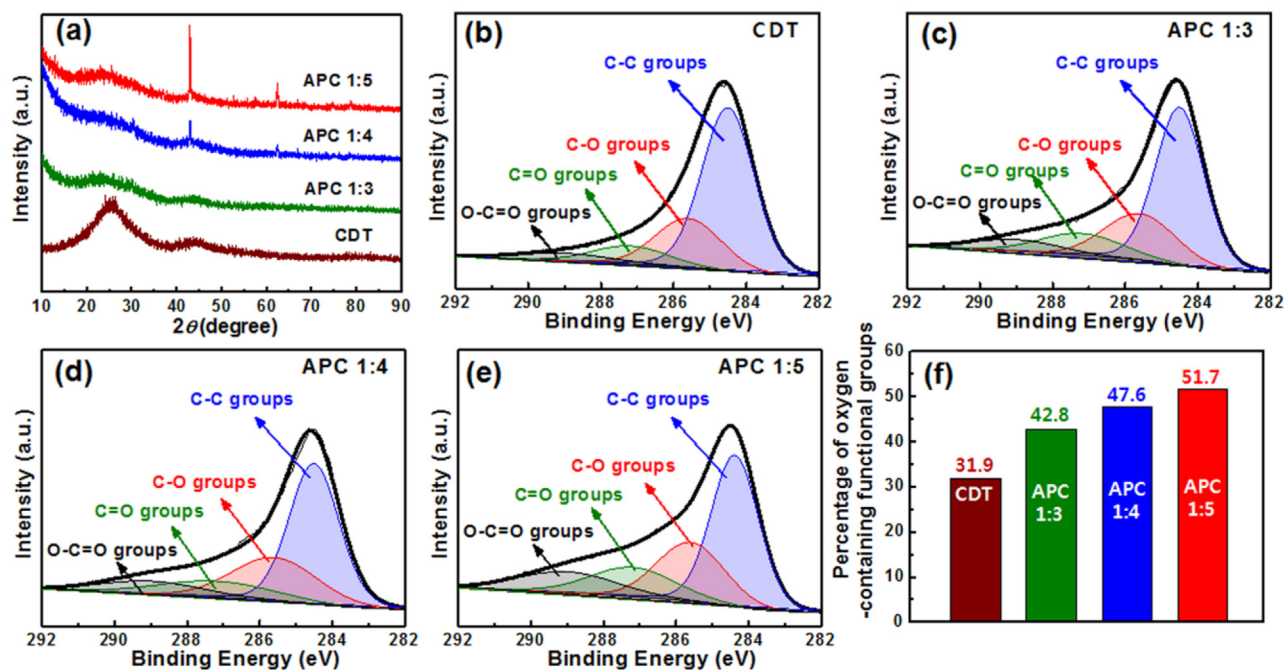 (a)
APC 1:5
APC 1:4
APC 1:3
CDT
Intensity (a.u.)
10 20 30 40 50 60 70 80 90
2θ(degree)
(b)
CDT
C-C groups
C-O groups
C=O groups
O-C=O groups
Intensity (a.u.)
292 290 288 286 284 282
Binding Energy (eV)
(c)
APC 1:3
C-C groups
C-O groups
C=O groups
O-C=O groups
Intensity (a.u.)
292 290 288 286 284 282
Binding Energy (eV)
(d)
APC 1:4
C-C groups
C-O groups
C=O groups
O-C=O groups
Intensity (a.u.)
292 290 288 286 284 282
Binding Energy (eV)
(e)
APC 1:5
C-C groups
C-O groups
C=O groups
O-C=O groups
Intensity (a.u.)
292 290 288 286 284 282
Binding Energy (eV)
(f)
Percentage of oxygen
-containing functional groups
60
50
40
30
20
10
0
31.9
CDT
42.8
APC
1:3
47.6
APC
1:4
51.7
APC
1:5